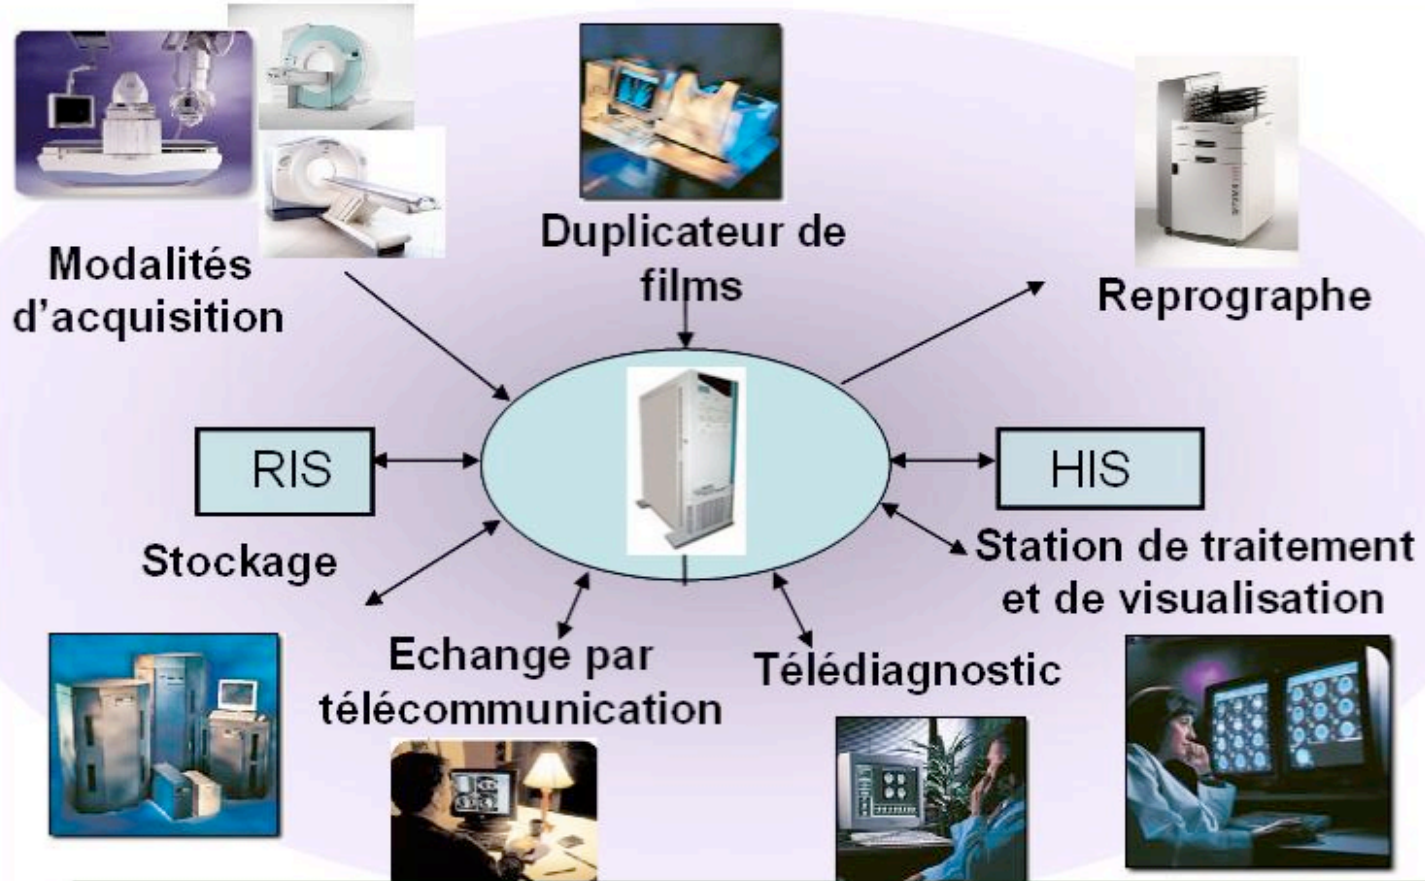 Modalités
d'acquisition
Duplicateur de
films
Reprographe
RIS
HIS
Stockage
Station de traitement
et de visualisation
Echange par
télécommunication
Télédiagnostic